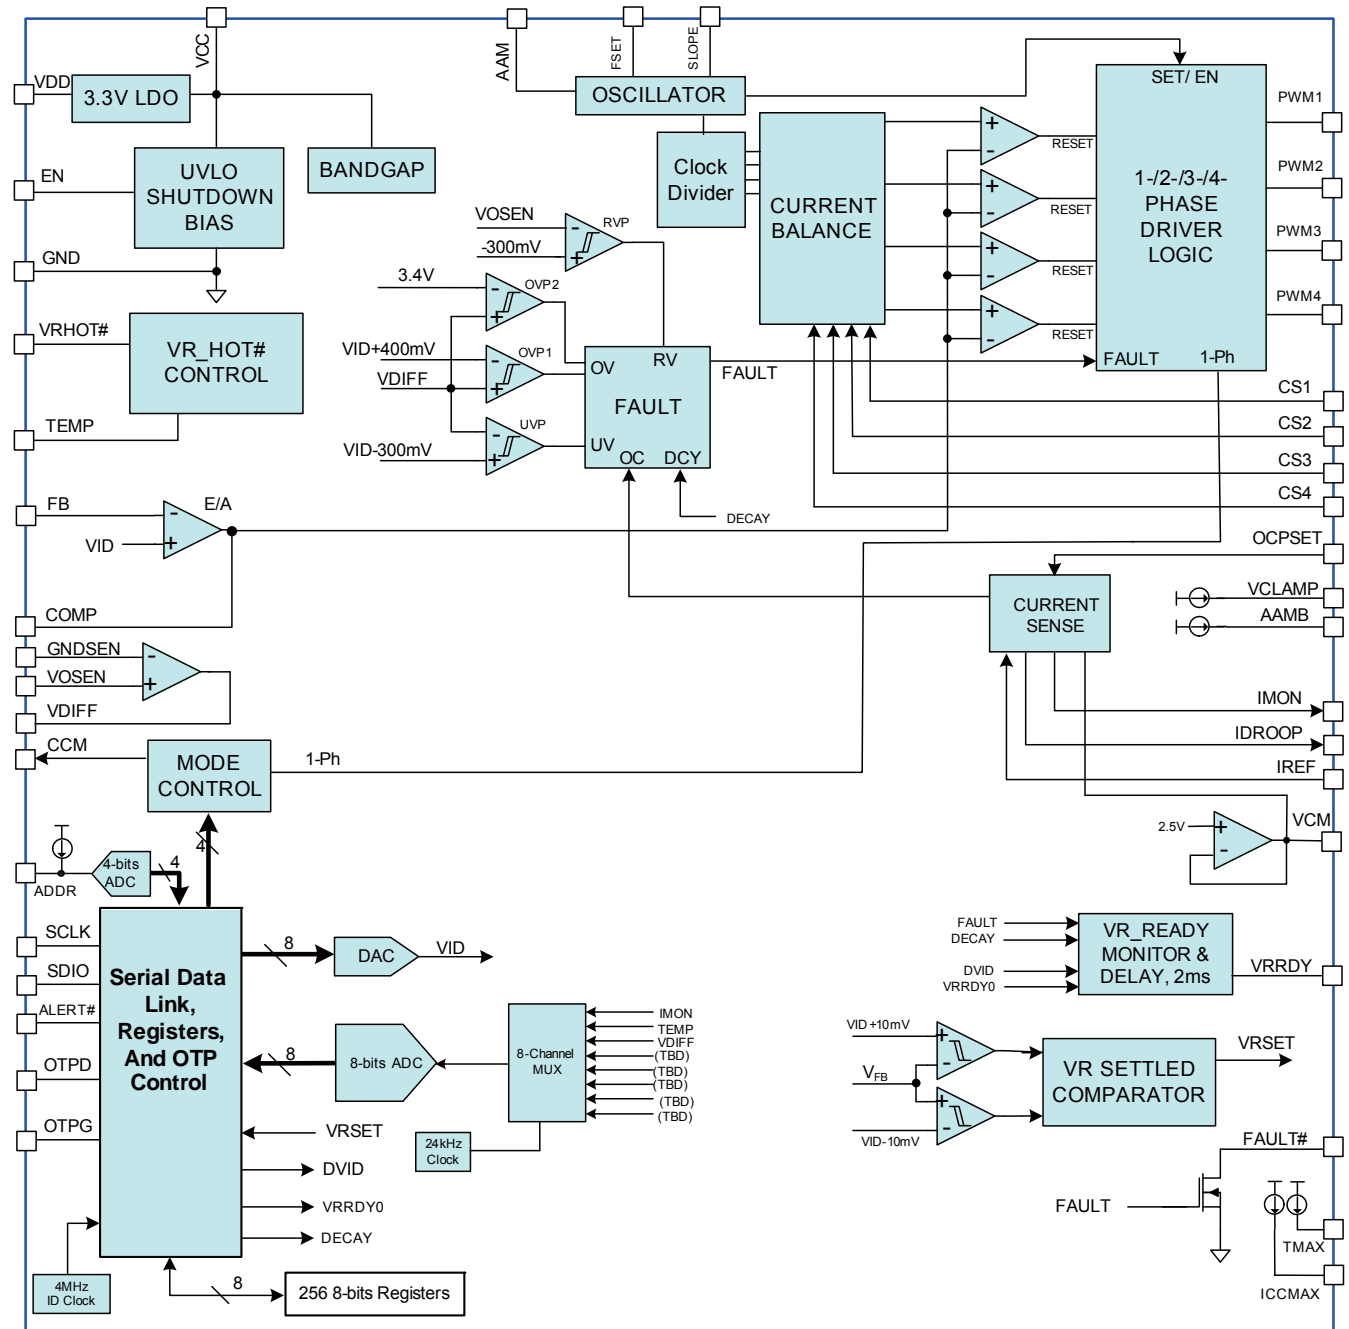 VCC
AAM
FSET
SLOPE
VDD
3.3V LDO
OSCILLATOR
SET/ EN
PWM1
UVLO
SHUTDOWN
BIAS
BANDGAP
EN
Clock
Divider
CURRENT
BALANCE
+
-
RESET
+
-
RESET
+
-
RESET
+
-
RESET
1-/2-/3-/4-
PHASE
DRIVER
LOGIC
PWM2
PWM3
PWM4
GND
VOSEN
-300mV
-
+
RVP
3.4V
-
+
OVP2
VRHOT#
VR_HOT#
CONTROL
TEMP
VID+400mV
VDIFF
-
+
OVP1
VID-300mV
-
+
UVP
RV
OV
FAULT
UV
OC
DCY
FAULT
FAULT
1-Ph
DECAY
CS1
CS2
CS3
CS4
FB
VID
-
+
E/A
OCPSET
CURRENT
SENSE
VCLAMP
AAMB
COMP
GNDSEN
VOSEN
-
+
VDIFF
IMON
IDROOP
IREF
CCM
MODE
CONTROL
1-Ph
2.5V
+
-
VCM
4
4-bits
ADC
4
ADDR
SCLK
SDIO
ALERT#
OTPD
OTPG
Serial Data
Link,
Registers,
And OTP
Control
8
DAC
VID
8
8-bits ADC
8-Channel
MUX
IMON
TEMP
VDIFF
(TBD)
(TBD)
(TBD)
(TBD)
(TBD)
24kHz
Clock
VRSET
DVID
VRRDY0
DECAY
4MHz
ID Clock
8
256 8-bits Registers
FAULT
DECAY
DVID
VRRDY0
VR_READY
MONITOR &
DELAY, 2ms
VRRDY
VID+10mV
VFB
VID-10mV
+
-
+
-
VR SETTLED
COMPARATOR
VRSET
FAULT#
FAULT
TMAX
ICCMAX